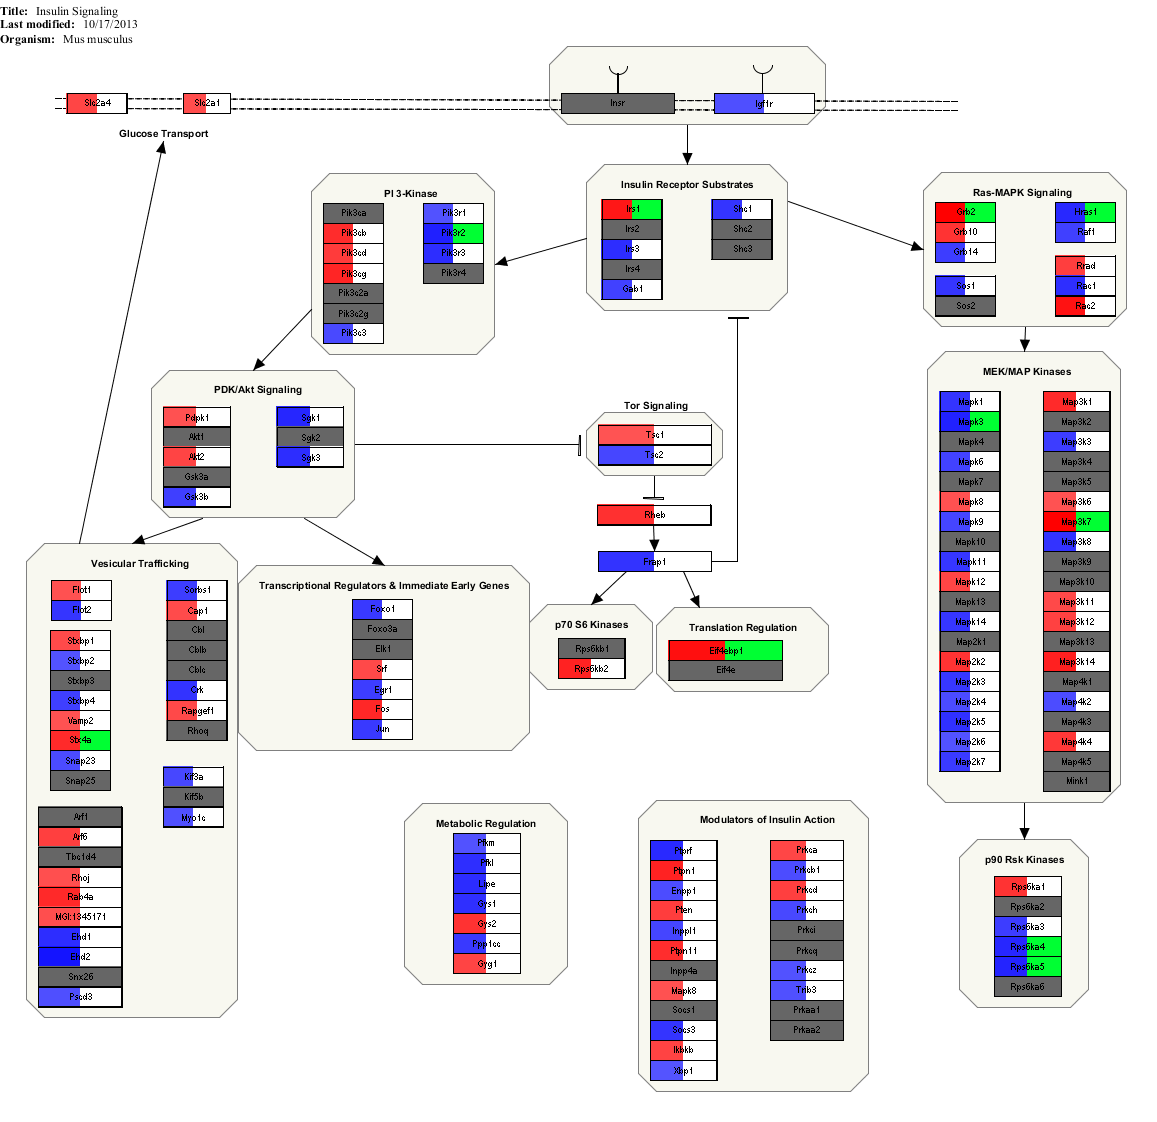 Title: Insulin Signaling
Last modified: 10/17/2013
Organism: Mus musculus
Slc2a4
Slc2a1
Insr
Igf1r
Glucose Transport
PI 3-Kinase
Pik3ca
Pik3cb
Pik3cd
Pik3cg
Pik3c2a
Pik3c2g
Pik3c3
Pik3r1
Pik3r2
Pik3r3
Pik3r4
Insulin Receptor Substrates
Irs1
Irs2
Irs3
Irs4
Gab1
Shc1
Shc2
Shc3
Ras-MAPK Signaling
Grb2
Grb10
Grb14
Sos1
Sos2
Hras1
Raf1
Rrad
Rac1
Rac2
PDK/Akt Signaling
Pdpk1
Akt1
Akt2
Gsk3a
Gsk3b
Sgk1
Sgk2
Sgk3
Tor Signaling
Tsc1
Tsc2
Rheb
Frap1
MEK/MAP Kinases
Mapk1
Mapk3
Mapk4
Mapk6
Mapk7
Mapk8
Mapk9
Mapk10
Mapk11
Mapk12
Mapk13
Mapk14
Map2k1
Map2k2
Map2k3
Map2k4
Map2k5
Map2k6
Map2k7
Map3k1
Map3k2
Map3k3
Map3k4
Map3k5
Map3k6
Map3k7
Map3k8
Map3k9
Map3k10
Map3k11
Map3k12
Map3k13
Map3k14
Map4k1
Map4k2
Map4k3
Map4k4
Map4k5
Mink1
Vesicular Trafficking
Flot1
Flot2
Stxbp1
Stxbp2
Stxbp3
Stxbp4
Vamp2
Stx4a
Snap23
Snap25
Arf1
Arf6
Tbc1d4
Rhoj
Rab4a
MGI:1345171
Ehd1
Ehd2
Snx26
Pscd3
Sorbs1
Cap1
Cbl
Cblb
Cblc
Crk
Rapgef1
Rhoq
Kif3a
Kif5b
Myo1c
Transcriptional Regulators & Immediate Early Genes
Foxo1
Foxo3a
Elk1
Srf
Egr1
Fos
Jun
p70 S6 Kinases
Rps6kb1
Rps6kb2
Translation Regulation
Eif4ebp1
Eif4e
Metabolic Regulation
Pfkm
Pfkl
Lipe
Gys1
Gys2
Ppp1cc
Gyg1
Modulators of Insulin Action
Ptprf
Ptpn1
Enpp1
Pten
Inppl1
Ptpn11
Inpp4a
Mapk8
Socs1
Socs3
Ikbkb
Xbp1
Prkca
Prkcb1
Prkcd
Prkch
Prkci
Prkcq
Prkcz
Trib3
Prkaa1
Prkaa2
p90 Rsk Kinases
Rps6ka1
Rps6ka2
Rps6ka3
Rps6ka4
Rps6ka5
Rps6ka6